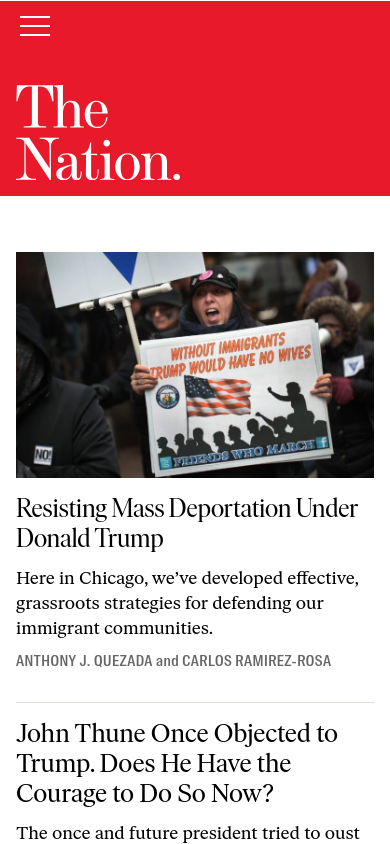 The
Nation.
WITHOUT IMMIGRANTS
TRUMP WOULD HAVE NO WIVES
NO!
FRIENDS WHO MARCH
Resisting Mass Deportation Under
Donald Trump
Here in Chicago, we’ve developed effective,
grassroots strategies for defending our
immigrant communities.
ANTHONY J. QUEZADA and CARLOS RAMIREZ-ROSA
John Thune Once Objected to
Trump. Does He Have the
Courage to Do So Now?
The once and future president tried to oust